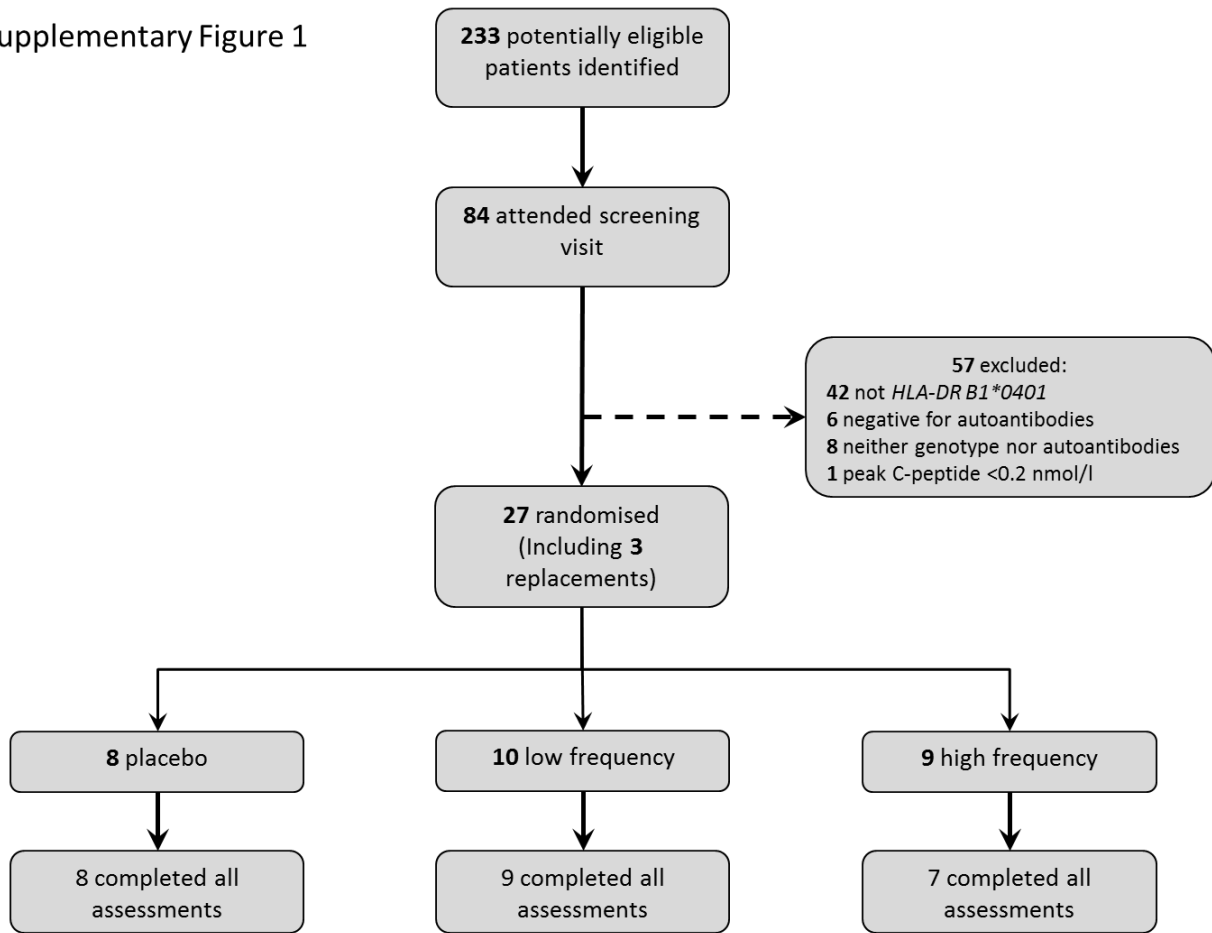 upplementary Figure 1
233 potentially eligible
patients identified
84 attended screening
visit
57 excluded:
42 not HLA-DR B1*0401
6 negative for autoantibodies
8 neither genotype nor autoantibodies
1 peak C-peptide <0.2 nmol/l
27 randomised
(Including 3
replacements)
8 placebo
10 low frequency
9 high frequency
8 completed all
assessments
9 completed all
assessments
7 completed all
assessments